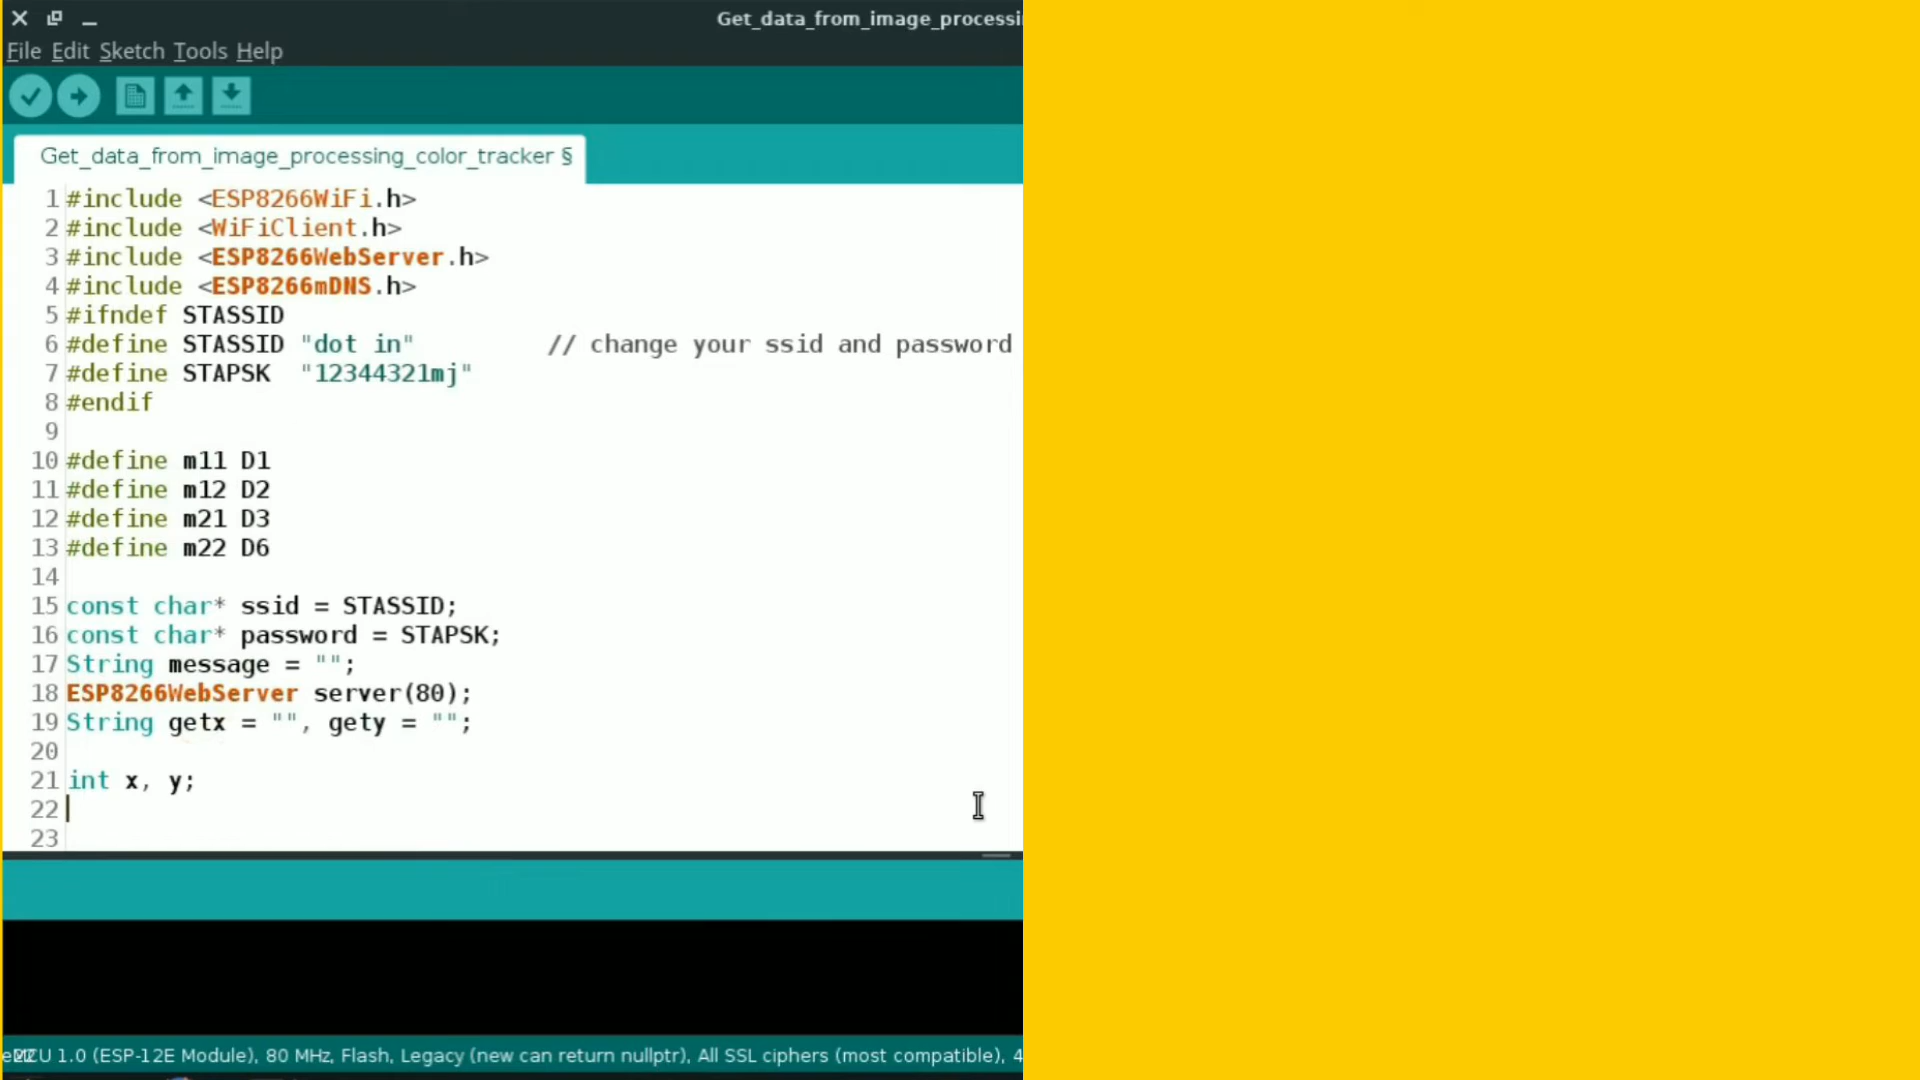 Get_data_from_image_processi
File Edit Sketch Tools Help
Get_data_from_image_processing_color_tracker §
1 #include <ESP8266WiFi.h>
2 #include <WiFiClient.h>
3 #include <ESP8266WebServer.h>
4 #include <ESP8266mDNS.h>
5 #ifndef STASSID
6 #define STASSID "dot in" // change your ssid and password
7 #define STAPSK "12344321mj"
8 #endif
9
10 #define m11 D1
11 #define m12 D2
12 #define m21 D3
13 #define m22 D6
14
15 const char* ssid = STASSID;
16 const char* password = STAPSK;
17 String message = "";
18 ESP8266WebServer server(80);
19 String getx = "", gety = "";
20
21 int x, y;
22
23
1.0 (ESP-12E Module), 80 MHz, Flash, Legacy (new can return nullptr), All SSL ciphers (most compatible), 4